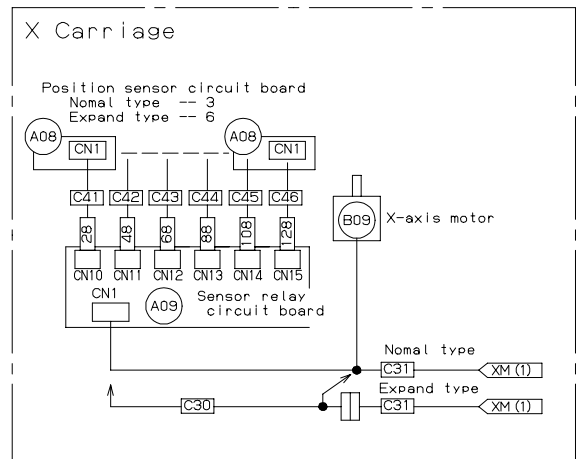 X Carriage
Position sensor circuit board
Nomal type -- 3
Expand type -- 6
A08
CN1
A08
CN1
C41
C42
C43
C44
C45
C46
28
48
68
88
108
128
B09
X-axis motor
CN10
CN11
CN12
CN13
CN14
CN15
CN1
A09
Sensor relay
circuit board
Nomal type
C31
XM(1)
Expand type
C30
C31
XM(1)